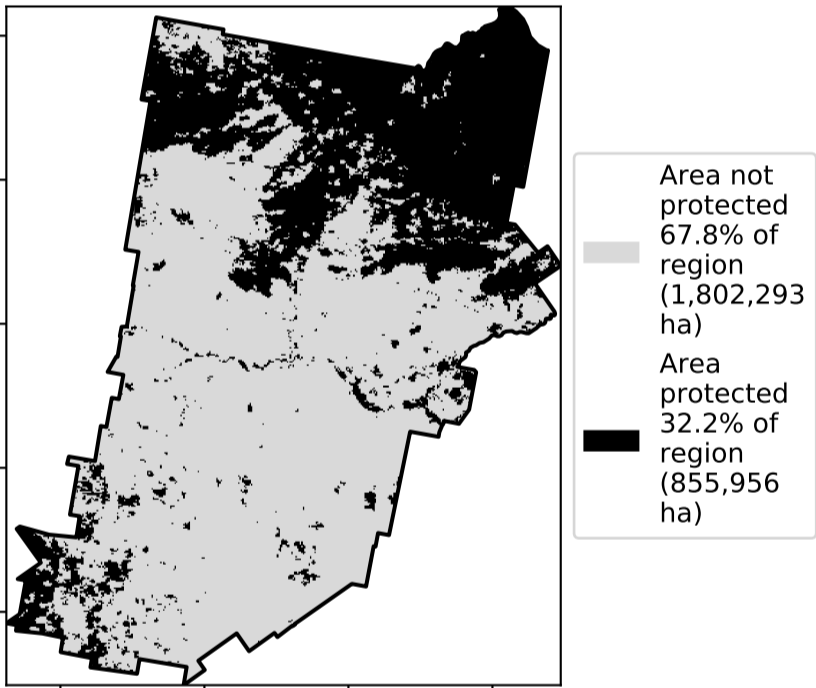 Area not
protected
67.8% of
region
(1,802,293
ha)
Area
protected
32.2% of
region
(855,956
ha)